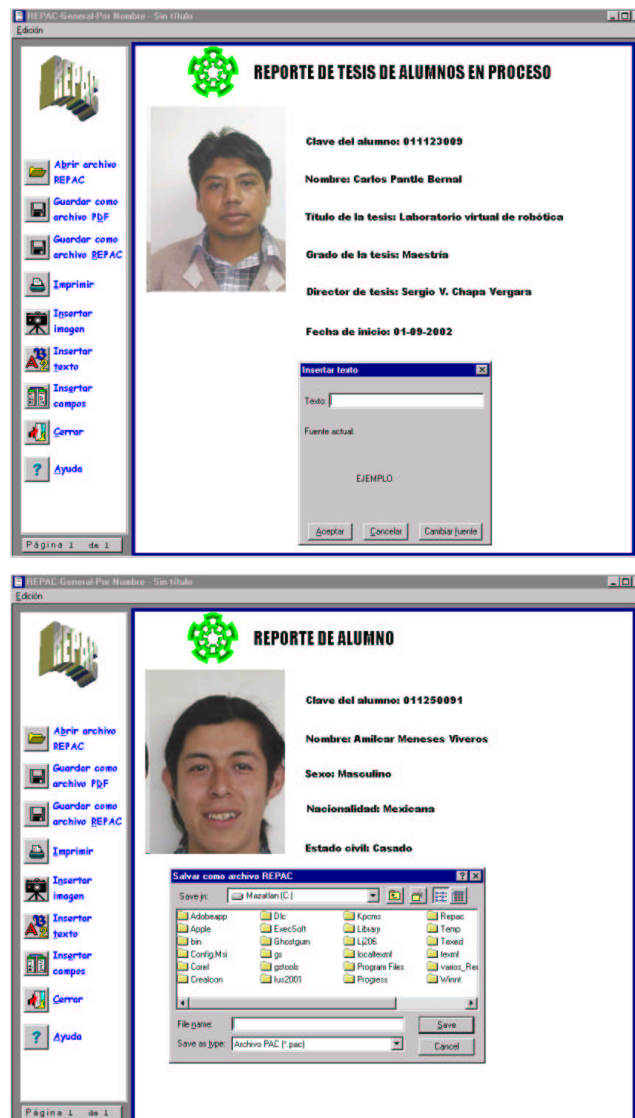 REPAC-General-Por Nombre - Sin título
Edición
REPAC
REPORTE DE TESIS DE ALUMNOS EN PROCESO
Abrir archivo
REPAC
Guardar como
archivo PDF
Guardar como
archivo REPAC
Imprimir
Insertar
imagen
Insertar
texto
Insertar
campos
Cerrar
Ayuda
Página 1 de 1
Clave del alumno: 011123009
Nombre: Carlos Pantle Bernal
Título de la tesis: Laboratorio virtual de robótica
Grado de la tesis: Maestría
Director de tesis: Sergio V. Chapa Vergara
Fecha de inicio: 01-09-2002
Insertar texto
Texto:
Fuente actual:
EJEMPLO
Aceptar Cancelar Cambiar fuente
REPAC-General-Por Nombre - Sin título
Edición
REPAC
REPORTE DE ALUMNO
Abrir archivo
REPAC
Guardar como
archivo PDF
Guardar como
archivo REPAC
Imprimir
Insertar
imagen
Insertar
texto
Insertar
campos
Cerrar
Ayuda
Página 1 de 1
Clave del alumno: 011250091
Nombre: Amilcar Meneses Viveros
Sexo: Masculino
Nacionalidad: Mexicana
Estado civil: Casado
Salvar como archivo REPAC
Save in: Mazatlan (C:)
Adobeapp Dlc Kpcms Repac
Apple ExecSoft Library Temp
bin Ghostgum Lj206 Texed
Config.Msi gs localtexmf texmf
Corel gstools Program Files
Crealcon Ius2001 Progress Winnt
File name: Save
Save as type: Archivo PAC (*.pac) Cancel